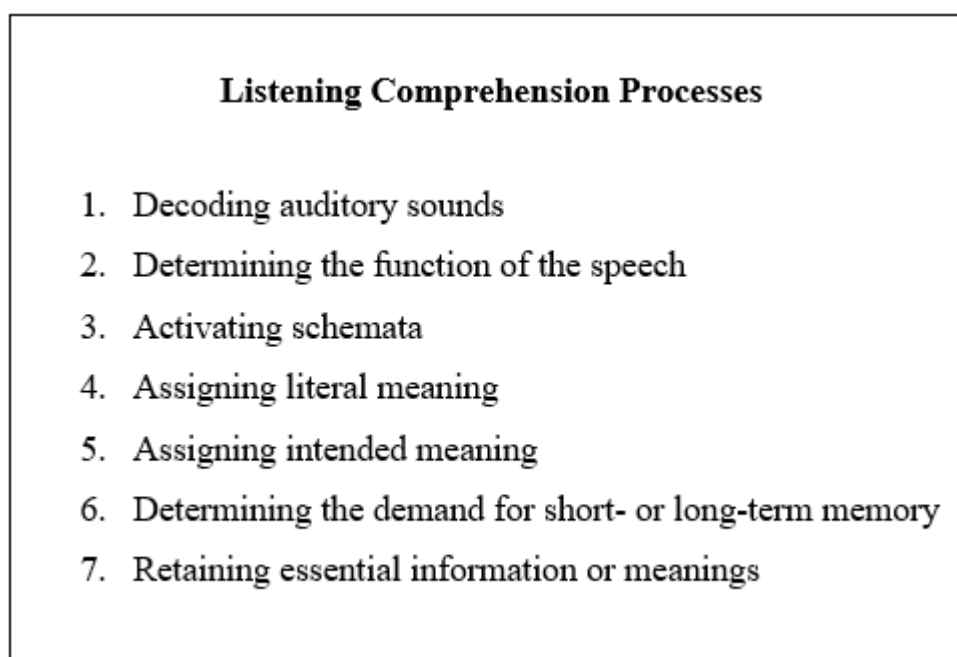 Listening Comprehension Processes
1. Decoding auditory sounds
2. Determining the function of the speech
3. Activating schemata
4. Assigning literal meaning
5. Assigning intended meaning
6. Determining the demand for short- or long-term memory
7. Retaining essential information or meanings